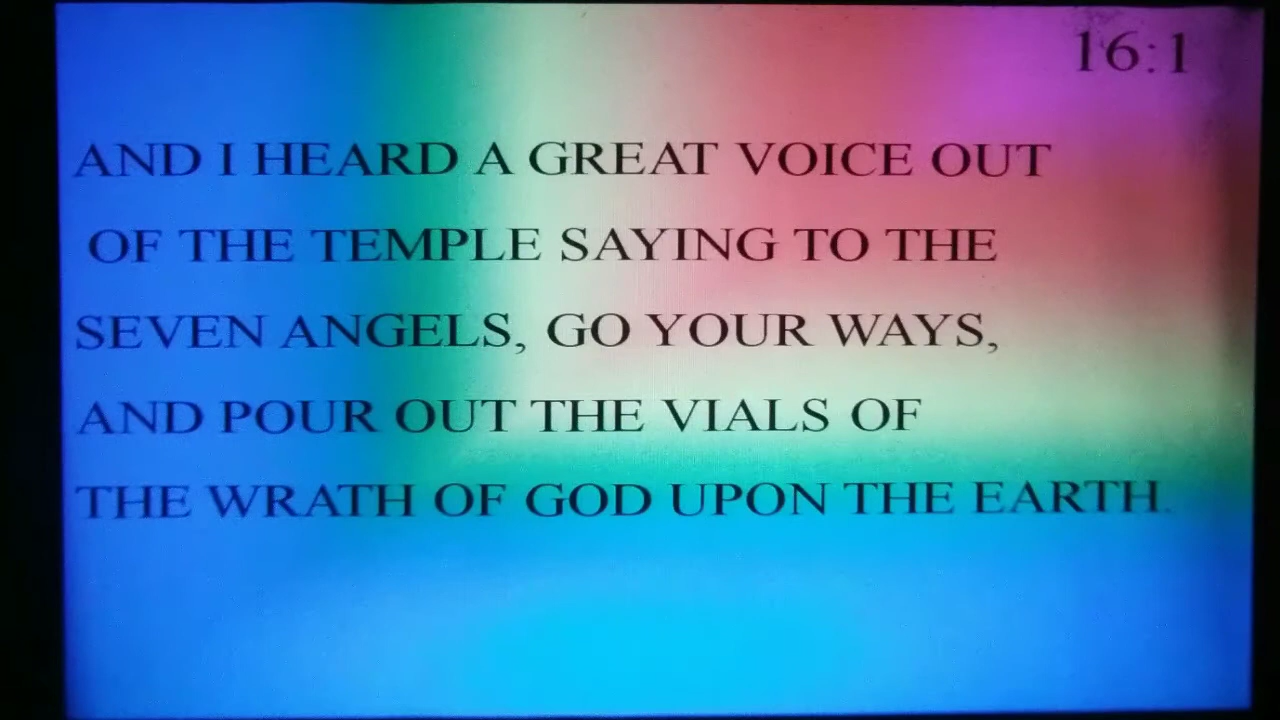 16:1
AND I HEARD A GREAT VOICE OUT
OF THE TEMPLE SAYING TO THE
SEVEN ANGELS, GO YOUR WAYS,
AND POUR OUT THE VIALS OF
THE WRATH OF GOD UPON THE EARTH.